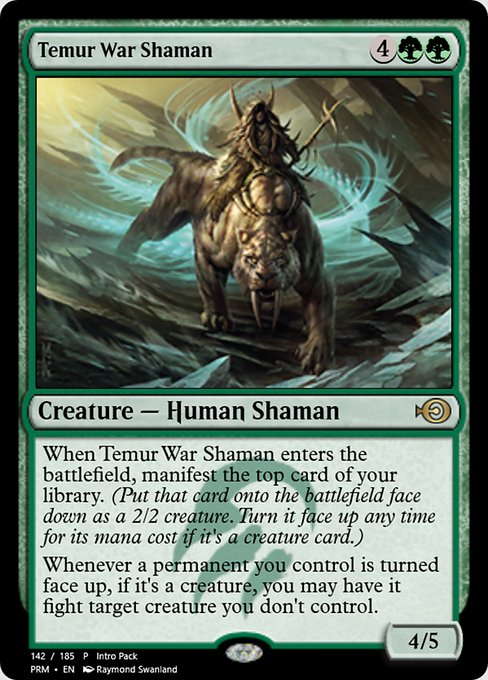 Temur War Shaman 4
Creature — Human Shaman
When Temur War Shaman enters the
battlefield, manifest the top card of your
library. (Put that card onto the battlefield face
down as a 2/2 creature. Turn it face up any time
for its mana cost if it's a creature card.)
Whenever a permanent you control is turned
face up, if it's a creature, you may have it
fight target creature you don't control.
4/5
142 / 185 P Intro Pack
PRM • EN Raymond Swanland